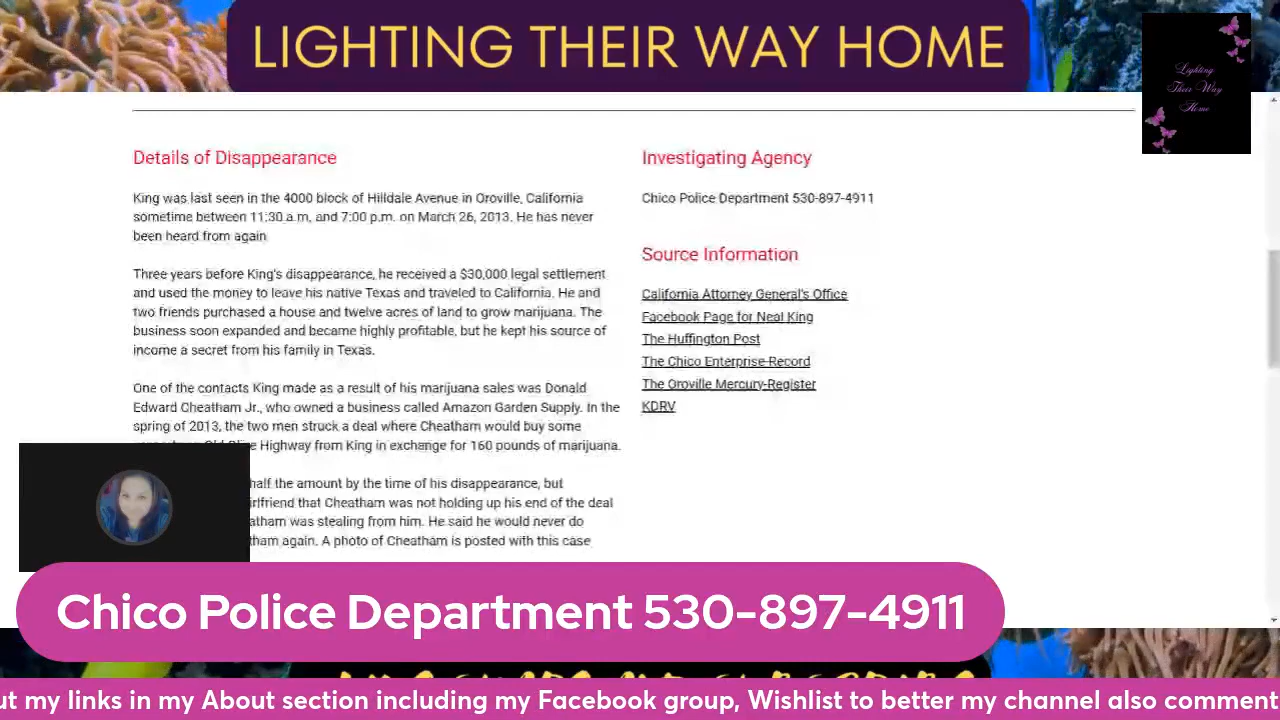 LIGHTING THEIR WAY HOME
Lighting
Their Way
Home
Details of Disappearance
King was last seen in the 4000 block of Hilldale Avenue in Oroville, California
sometime between 11:30 a.m. and 7:00 p.m. on March 26, 2013. He has never
been heard from again
Three years before King's disappearance, he received a $30,000 legal settlement
and used the money to leave his native Texas and traveled to California. He and
two friends purchased a house and twelve acres of land to grow marijuana. The
business soon expanded and became highly profitable, but he kept his source of
income a secret from his family in Texas.
One of the contacts King made as a result of his marijuana sales was Donald
Edward Cheatham Jr., who owned a business called Amazon Garden Supply. In the
spring of 2013, the two men struck a deal where Cheatham would buy some
Highway from King in exchange for 160 pounds of marijuana.
half the amount by the time of his disappearance, but
that Cheatham was not holding up his end of the deal
was stealing from him. He said he would never do
again. A photo of Cheatham is posted with this case
Investigating Agency
Chico Police Department 530-897-4911
Source Information
California Attorney General's Office
Facebook Page for Neal King
The Huffington Post
The Chico Enterprise-Record
The Oroville Mercury-Register
KDRV
Chico Police Department 530-897-4911
my links in my About section including my Facebook group, Wishlist to better my channel also comment